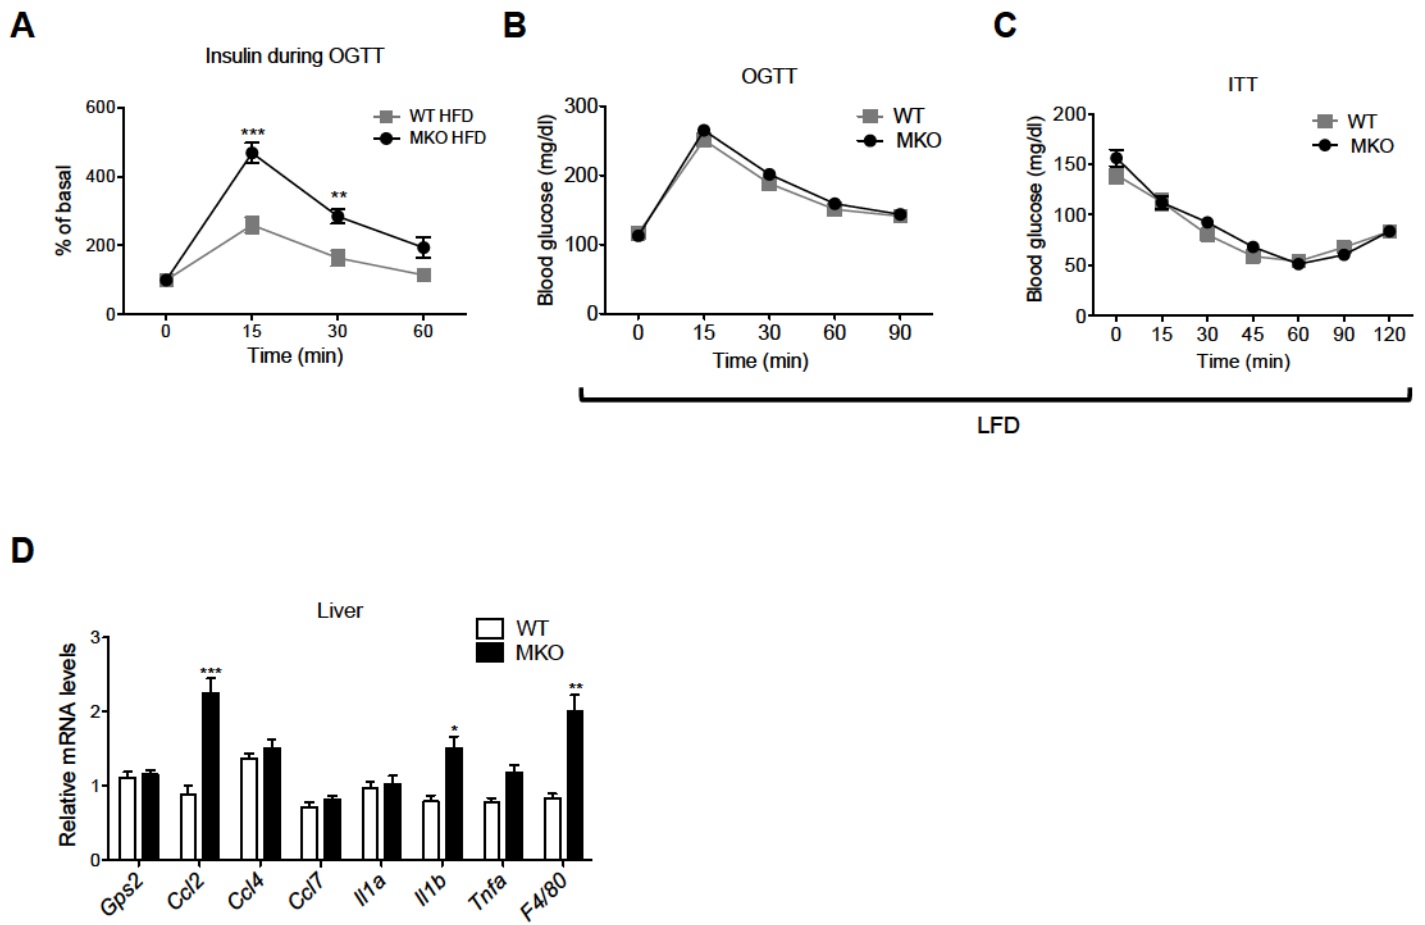 A
Insulin during OGTT
% of basal
600
400
200
0
*** 
**
WT HFD
MKO HFD
0 15 30 60
Time (min)
B
OGTT
Blood glucose (mg/dl)
300
200
100
0
WT
MKO
0 15 30 60 90
Time (min)
C
ITT
Blood glucose (mg/dl)
200
150
100
50
0
WT
MKO
0 15 30 45 60 90 120
Time (min)
LFD
D
Liver
Relative mRNA levels
3
2
1
0
WT
MKO
***
*
**
Gps2 Ccl2 Ccl4 Ccl7 Il1a Il1b Tnfa F4/80